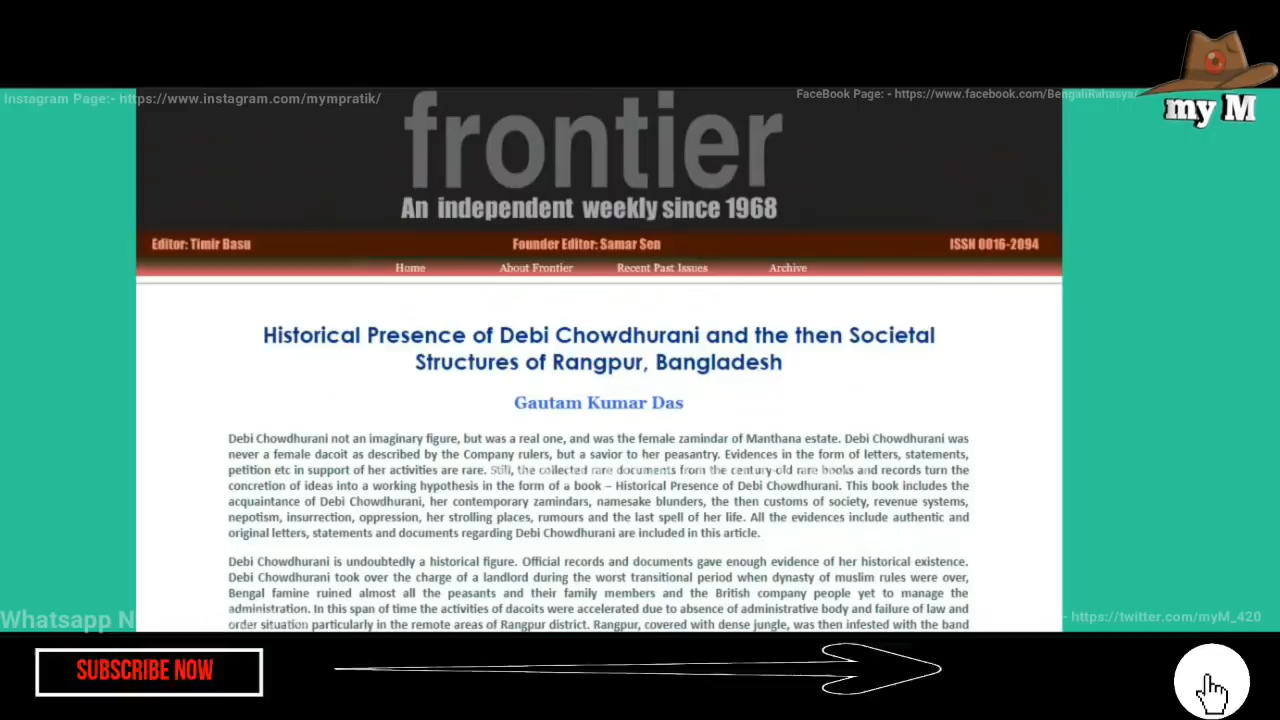 Instagram Page:- https://www.instagram.com/mympratik/
FaceBook Page: - https://www.facebook.com/BengaliRahasya/
my M
frontier
An independent weekly since 1968
Editor: Timir Basu
Founder Editor: Samar Sen
ISSN 0016-2094
Home
About Frontier
Recent Past Issues
Archive
Historical Presence of Debi Chowdhurani and the then Societal
Structures of Rangpur, Bangladesh
Gautam Kumar Das
Debi Chowdhurani not an imaginary figure, but was a real one, and was the female zamindar of Manthana estate. Debi Chowdhurani was
never a female dacoit as described by the Company rulers, but a savior to her peasantry. Evidences in the form of letters, statements,
petition etc in support of her activities are rare. Still, the collected rare documents from the century-old rare books and records turn the
concretion of ideas into a working hypothesis in the form of a book – Historical Presence of Debi Chowdhurani. This book includes the
acquaintance of Debi Chowdhurani, her contemporary zamindars, namesake blunders, the then customs of society, revenue systems,
nepotism, insurrection, oppression, her strolling places, rumours and the last spell of her life. All the evidences include authentic and
original letters, statements and documents regarding Debi Chowdhurani are included in this article.
Debi Chowdhurani is undoubtedly a historical figure. Official records and documents gave enough evidence of her historical existence.
Debi Chowdhurani took over the charge of a landlord during the worst transitional period when dynasty of muslim rules were over,
Bengal famine ruined almost all the peasants and their family members and the British company people yet to manage the
administration. In this span of time the activities of dacoits were accelerated due to absence of administrative body and failure of law and
order situation particularly in the remote areas of Rangpur district. Rangpur, covered with dense jungle, was then infested with the band
Whatsapp N
- https://twitter.com/myM_420
SUBSCRIBE NOW